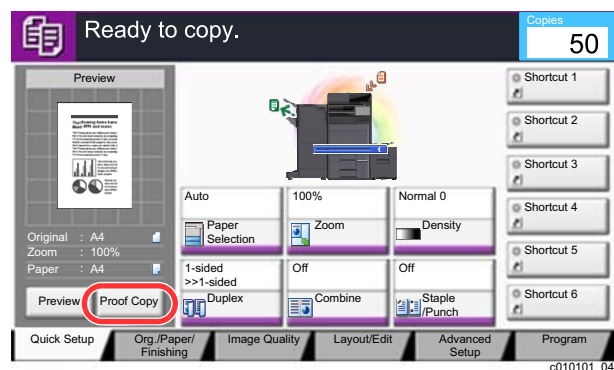 Ready to copy.
Copies
50
Preview
Original : A4
Zoom : 100%
Paper : A4
Preview
Proof Copy
Auto
Paper
Selection
100%
Zoom
Normal 0
Density
1-sided
>>1-sided
Duplex
Off
Combine
Off
Staple
/Punch
Shortcut 1
Shortcut 2
Shortcut 3
Shortcut 4
Shortcut 5
Shortcut 6
Quick Setup
Org./Paper/
Finishing
Image Quality
Layout/Edit
Advanced
Setup
Program
c010101_04